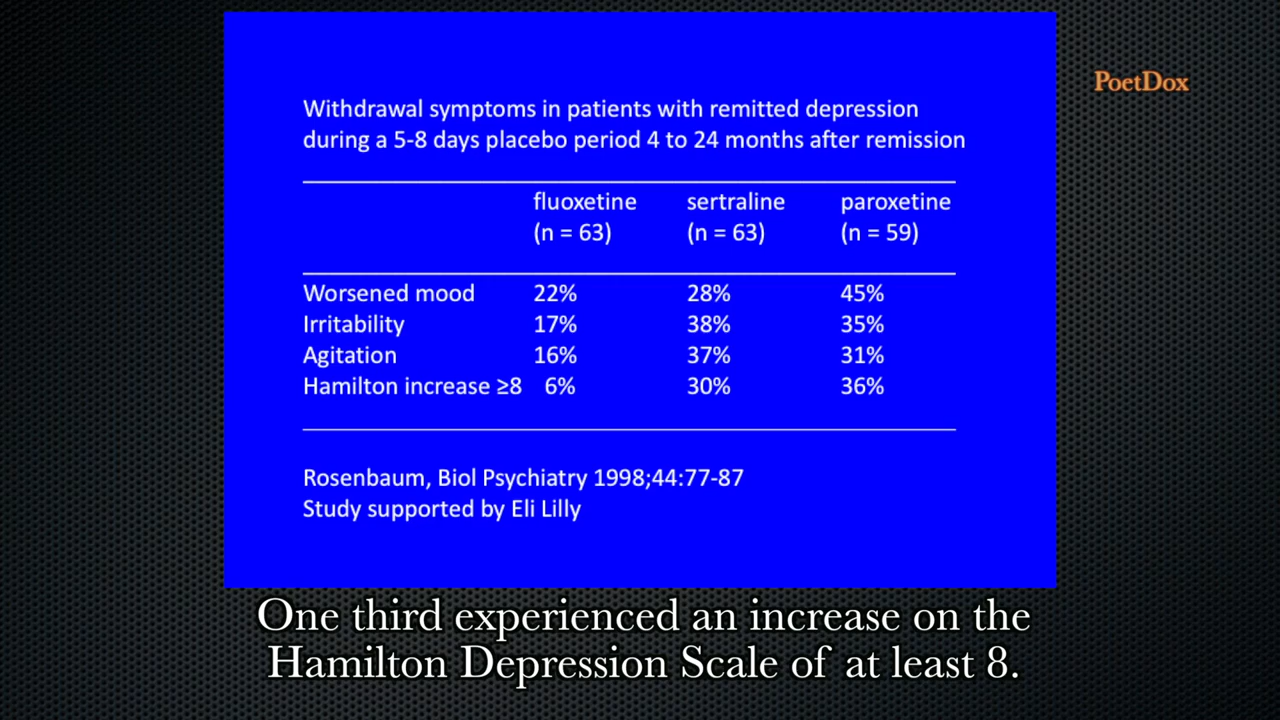 PoetDox
Withdrawal symptoms in patients with remitted depression
during a 5-8 days placebo period 4 to 24 months after remission
fluoxetine sertraline paroxetine
(n = 63) (n = 63) (n = 59)
Worsened mood 22% 28% 45%
Irritability 17% 38% 35%
Agitation 16% 37% 31%
Hamilton increase ≥8 6% 30% 36%
Rosenbaum, Biol Psychiatry 1998;44:77-87
Study supported by Eli Lilly
One third experienced an increase on the
Hamilton Depression Scale of at least 8.